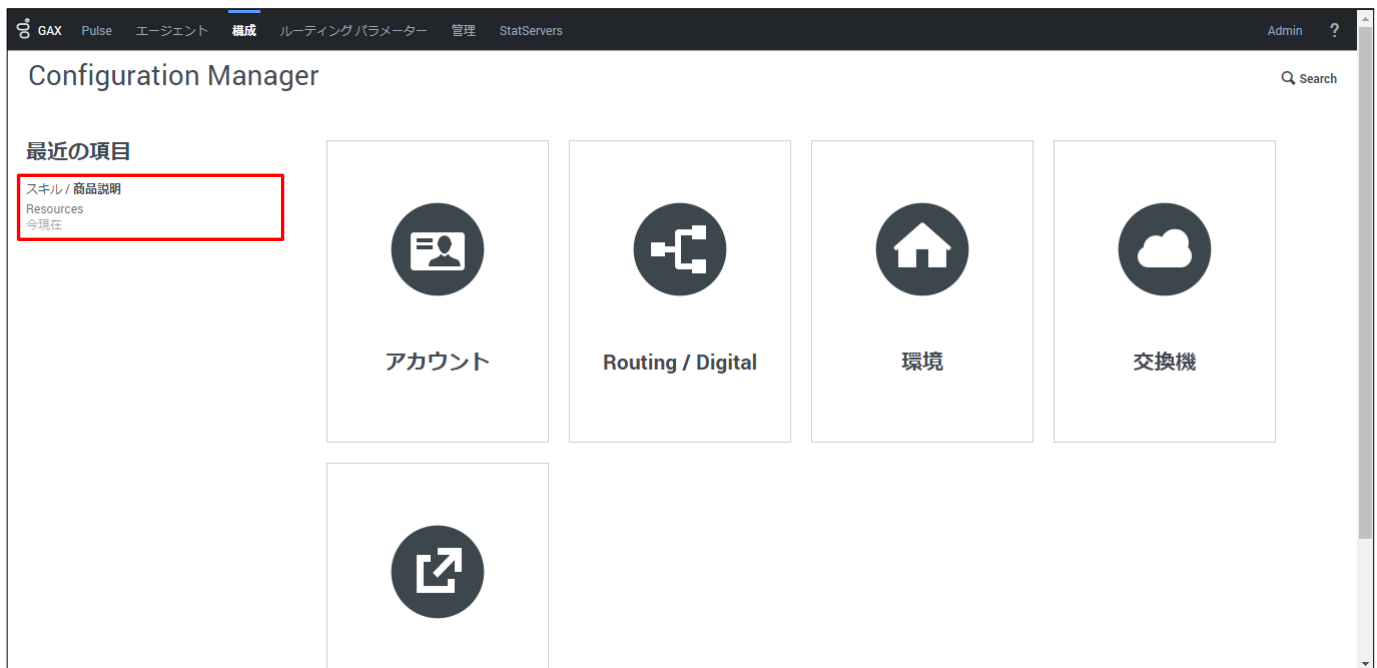 GAX Pulse エージェント 構成 ルーティング パラメーター 管理 StatServers Admin ?
Configuration Manager
Search
最近の項目
スキル / 商品説明
Resources
今現在
アカウント
Routing / Digital
環境
交換機